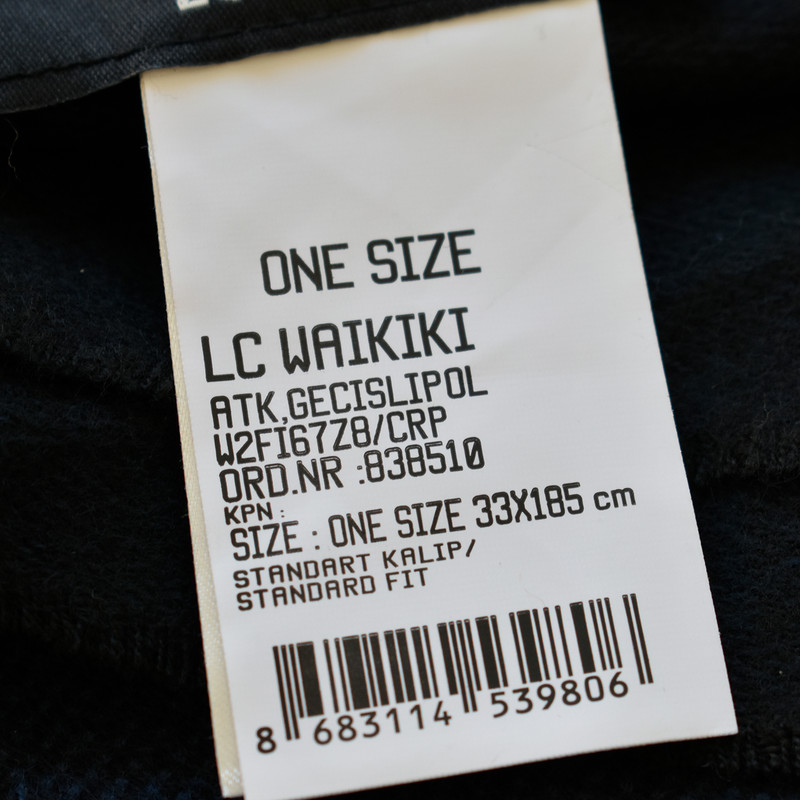 ONE SIZE
LC WAIKIKI
ATK,GECISLIPOL
W2FI67Z8/CRP
ORD.NR :838510
KPN :
SIZE : ONE SIZE 33X185 cm
STANDART KALIP/
STANDARD FIT
8 683114 539806